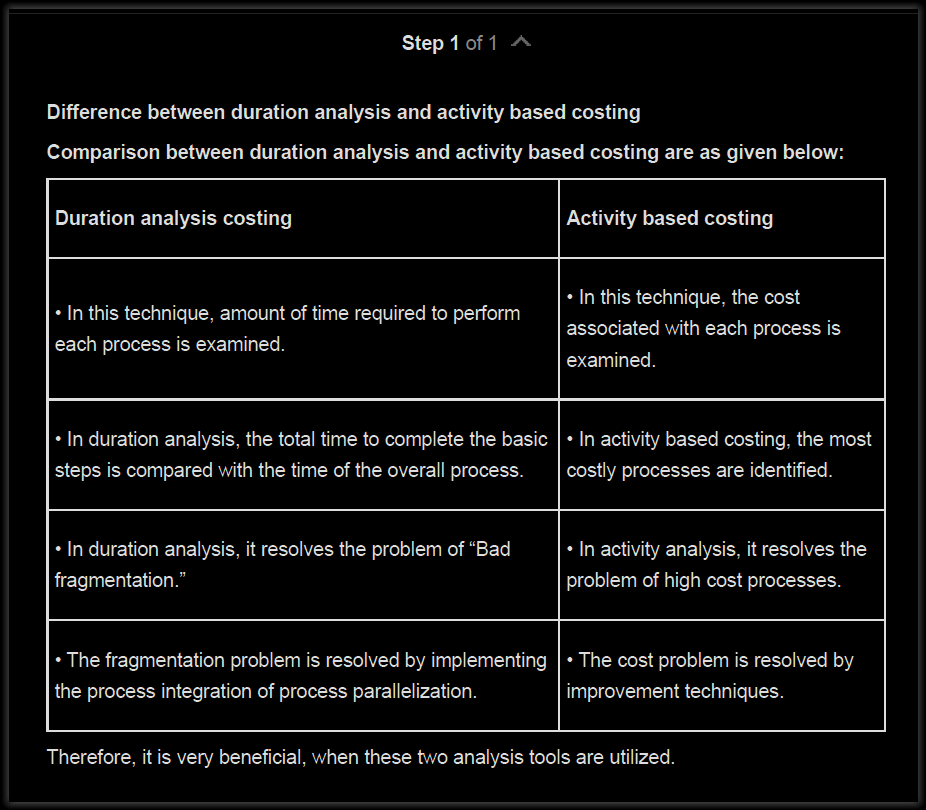 Step 1 of 1
Difference between duration analysis and activity based costing
Comparison between duration analysis and activity based costing are as given below:
Duration analysis costing
Activity based costing
• In this technique, amount of time required to perform
each process is examined.
• In this technique, the cost
associated with each process is
examined.
• In duration analysis, the total time to complete the basic
steps is compared with the time of the overall process.
• In activity based costing, the most
costly processes are identified.
• In duration analysis, it resolves the problem of “Bad
fragmentation.”
• In activity analysis, it resolves the
problem of high cost processes.
• The fragmentation problem is resolved by implementing
the process integration of process parallelization.
• The cost problem is resolved by
improvement techniques.
Therefore, it is very beneficial, when these two analysis tools are utilized.